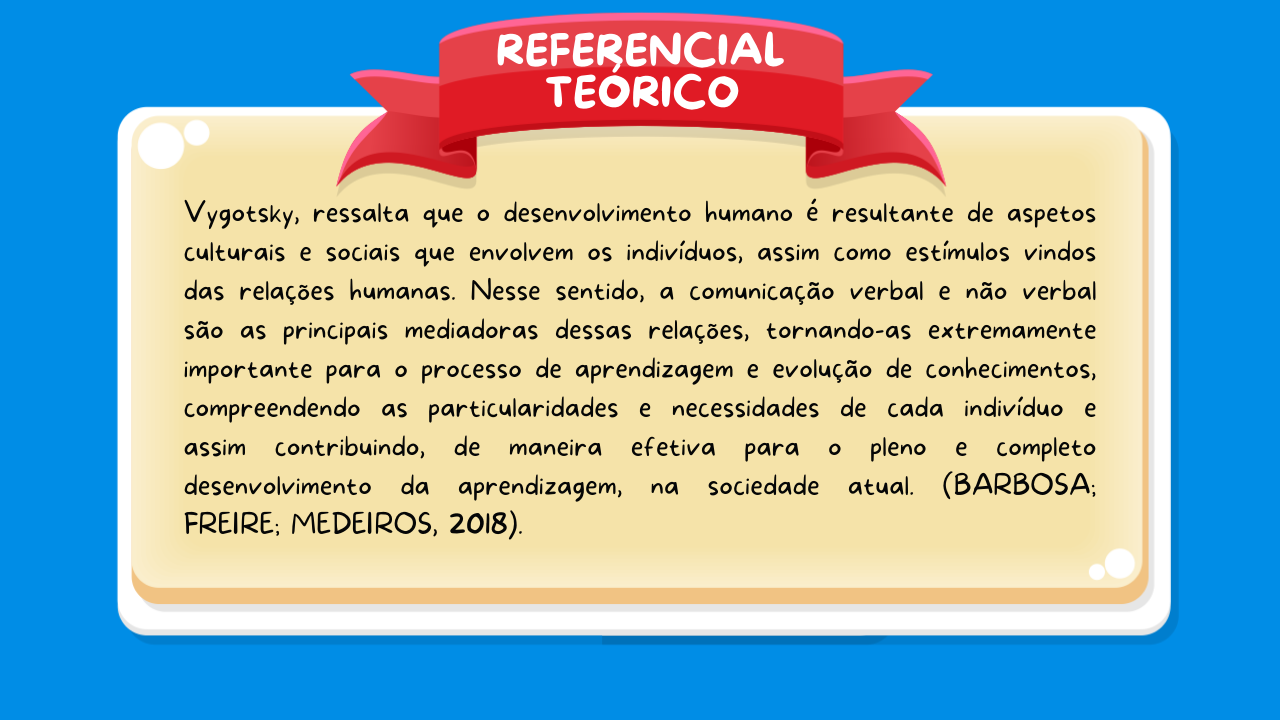 REFERENCIAL
TEÓRICO
Vygotsky, ressalta que o desenvolvimento humano é resultante de aspetos
culturais e sociais que envolvem os indivíduos, assim como estímulos vindos
das relações humanas. Nesse sentido, a comunicação verbal e não verbal
são as principais mediadoras dessas relações, tornando-as extremamente
importante para o processo de aprendizagem e evolução de conhecimentos,
compreendendo as particularidades e necessidades de cada indivíduo e
assim contribuindo, de maneira efetiva para o pleno e completo
desenvolvimento da aprendizagem, na sociedade atual. (BARBOSA;
FREIRE; MEDEIROS, 2018).